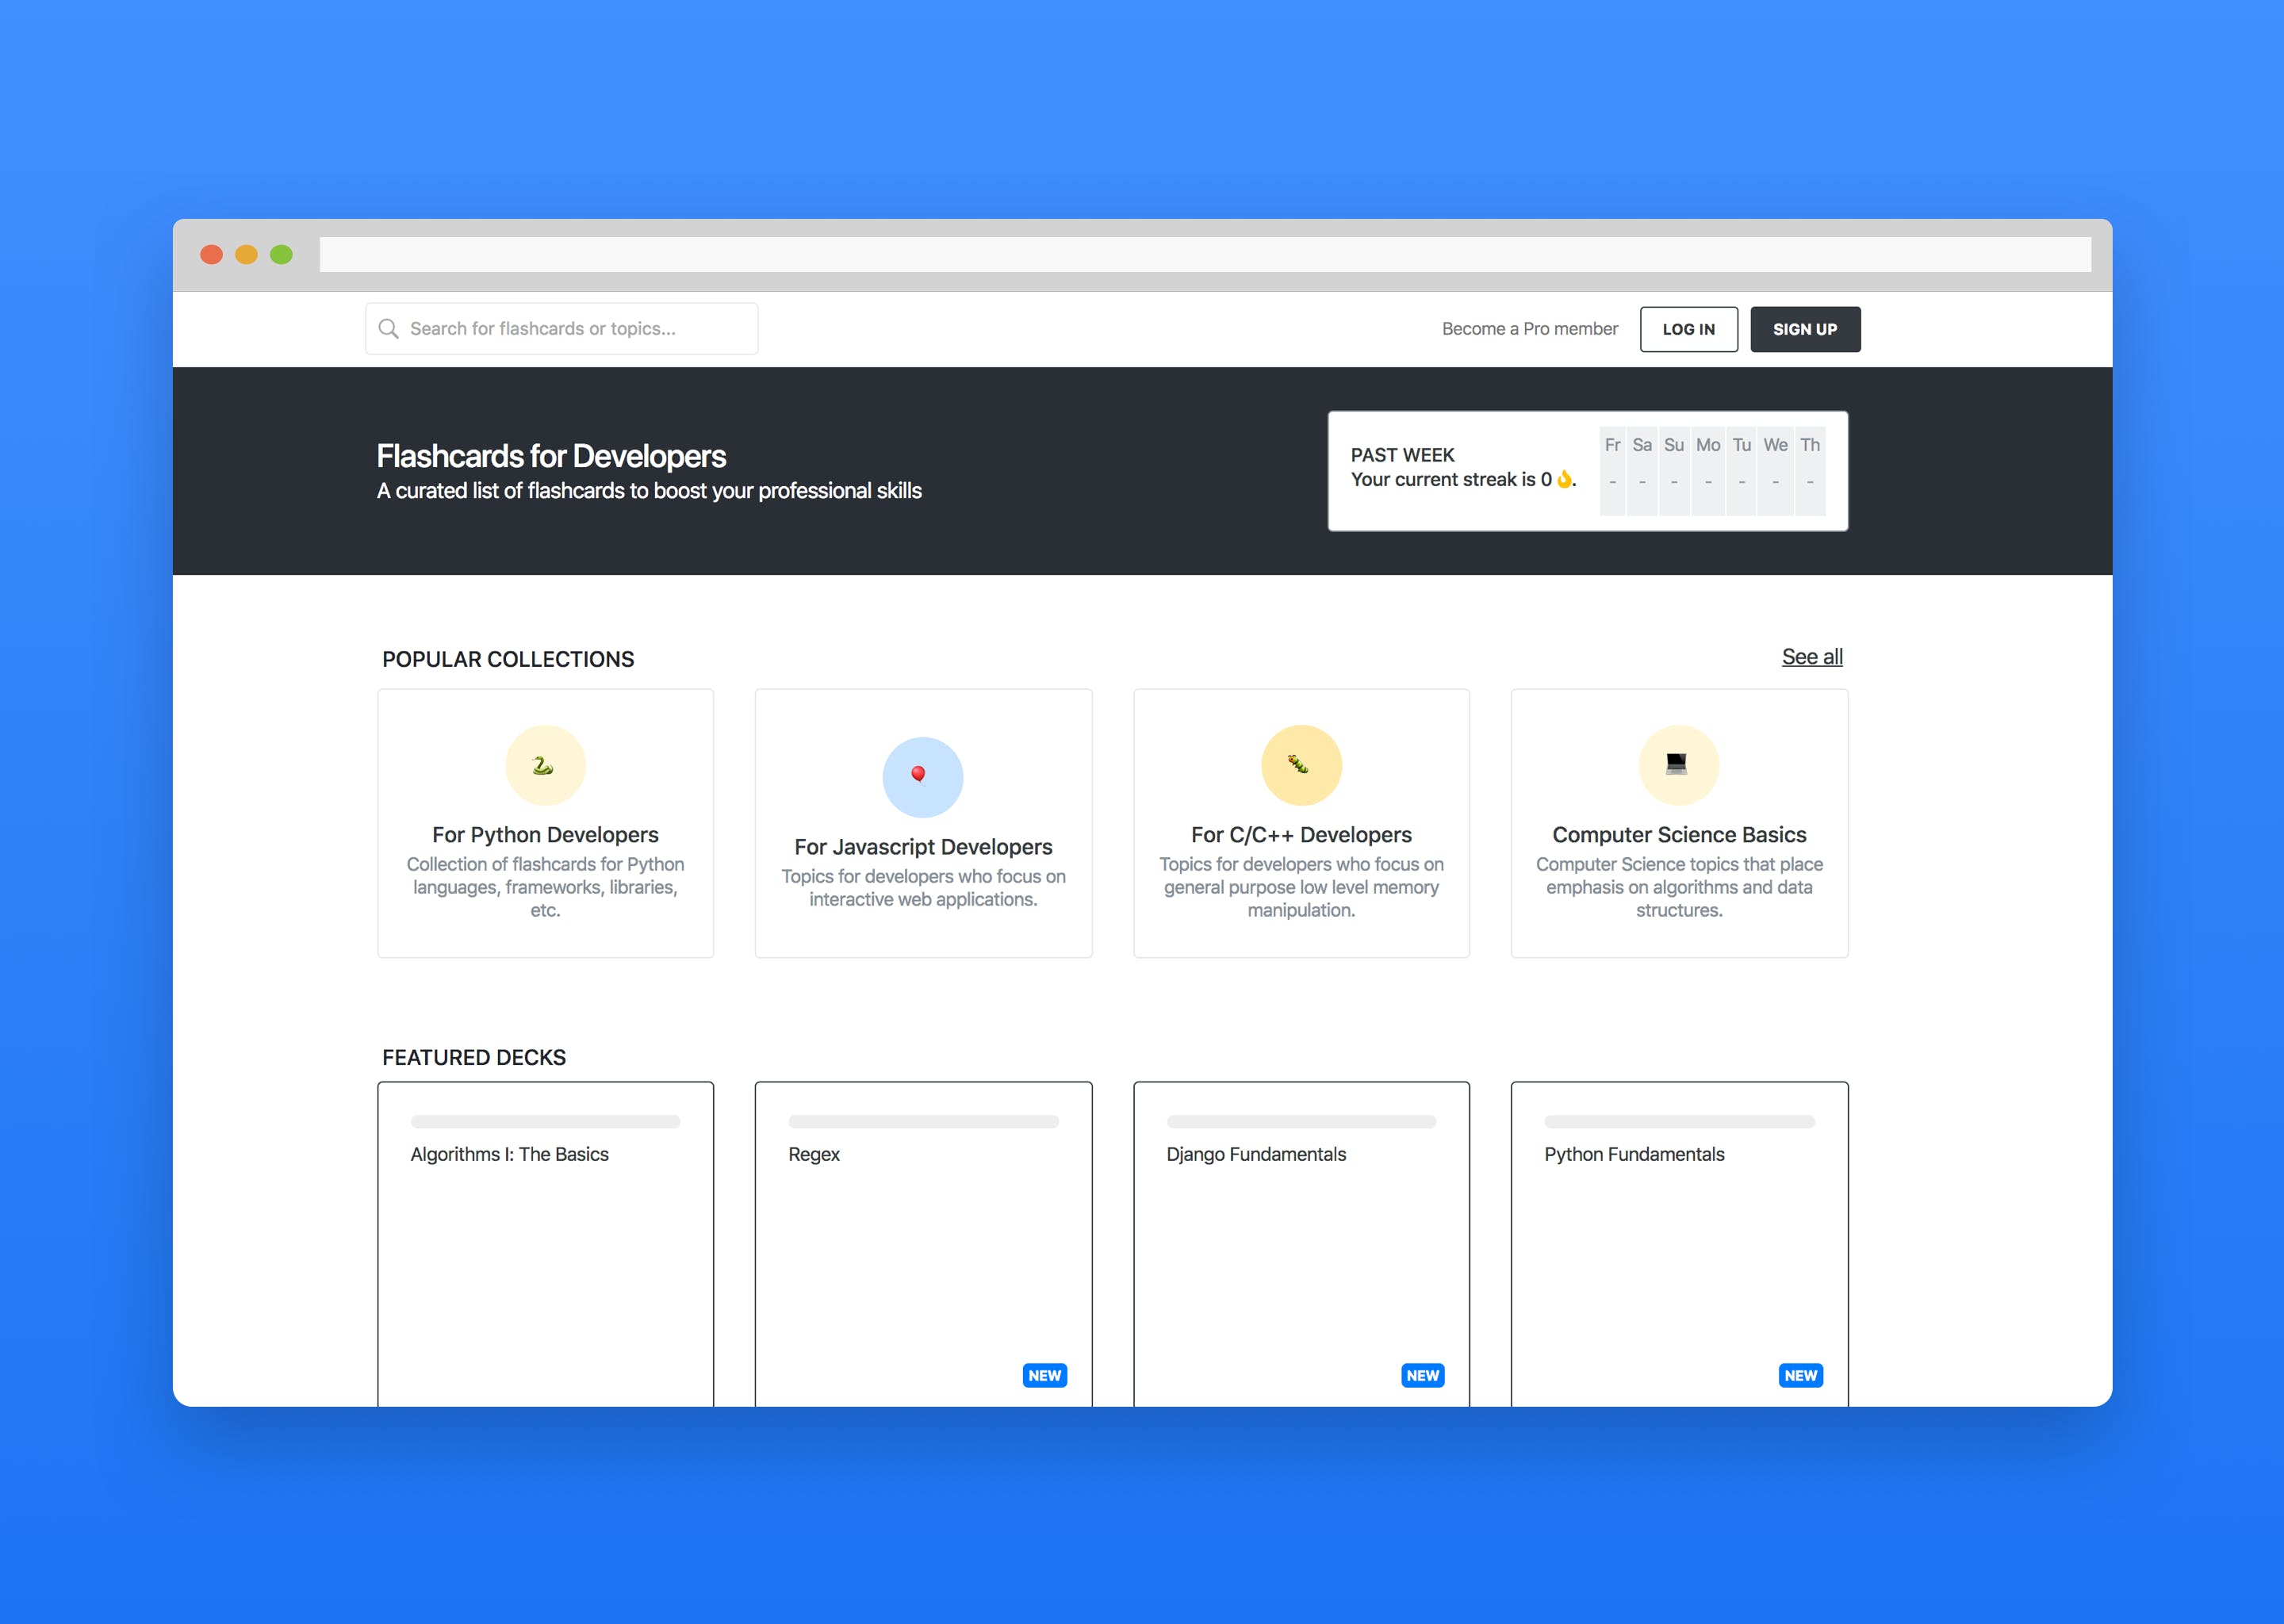 Search for flashcards or topics...
Become a Pro member
LOG IN
SIGN UP
Flashcards for Developers
A curated list of flashcards to boost your professional skills
PAST WEEK
Your current streak is 0 🔥.
Fr Sa Su Mo Tu We Th
- - - - - - -
POPULAR COLLECTIONS
See all
For Python Developers
Collection of flashcards for Python
languages, frameworks, libraries,
etc.
For Javascript Developers
Topics for developers who focus on
interactive web applications.
For C/C++ Developers
Topics for developers who focus on
general purpose low level memory
manipulation.
Computer Science Basics
Computer Science topics that place
emphasis on algorithms and data
structures.
FEATURED DECKS
Algorithms I: The Basics
Regex
NEW
Django Fundamentals
NEW
Python Fundamentals
NEW